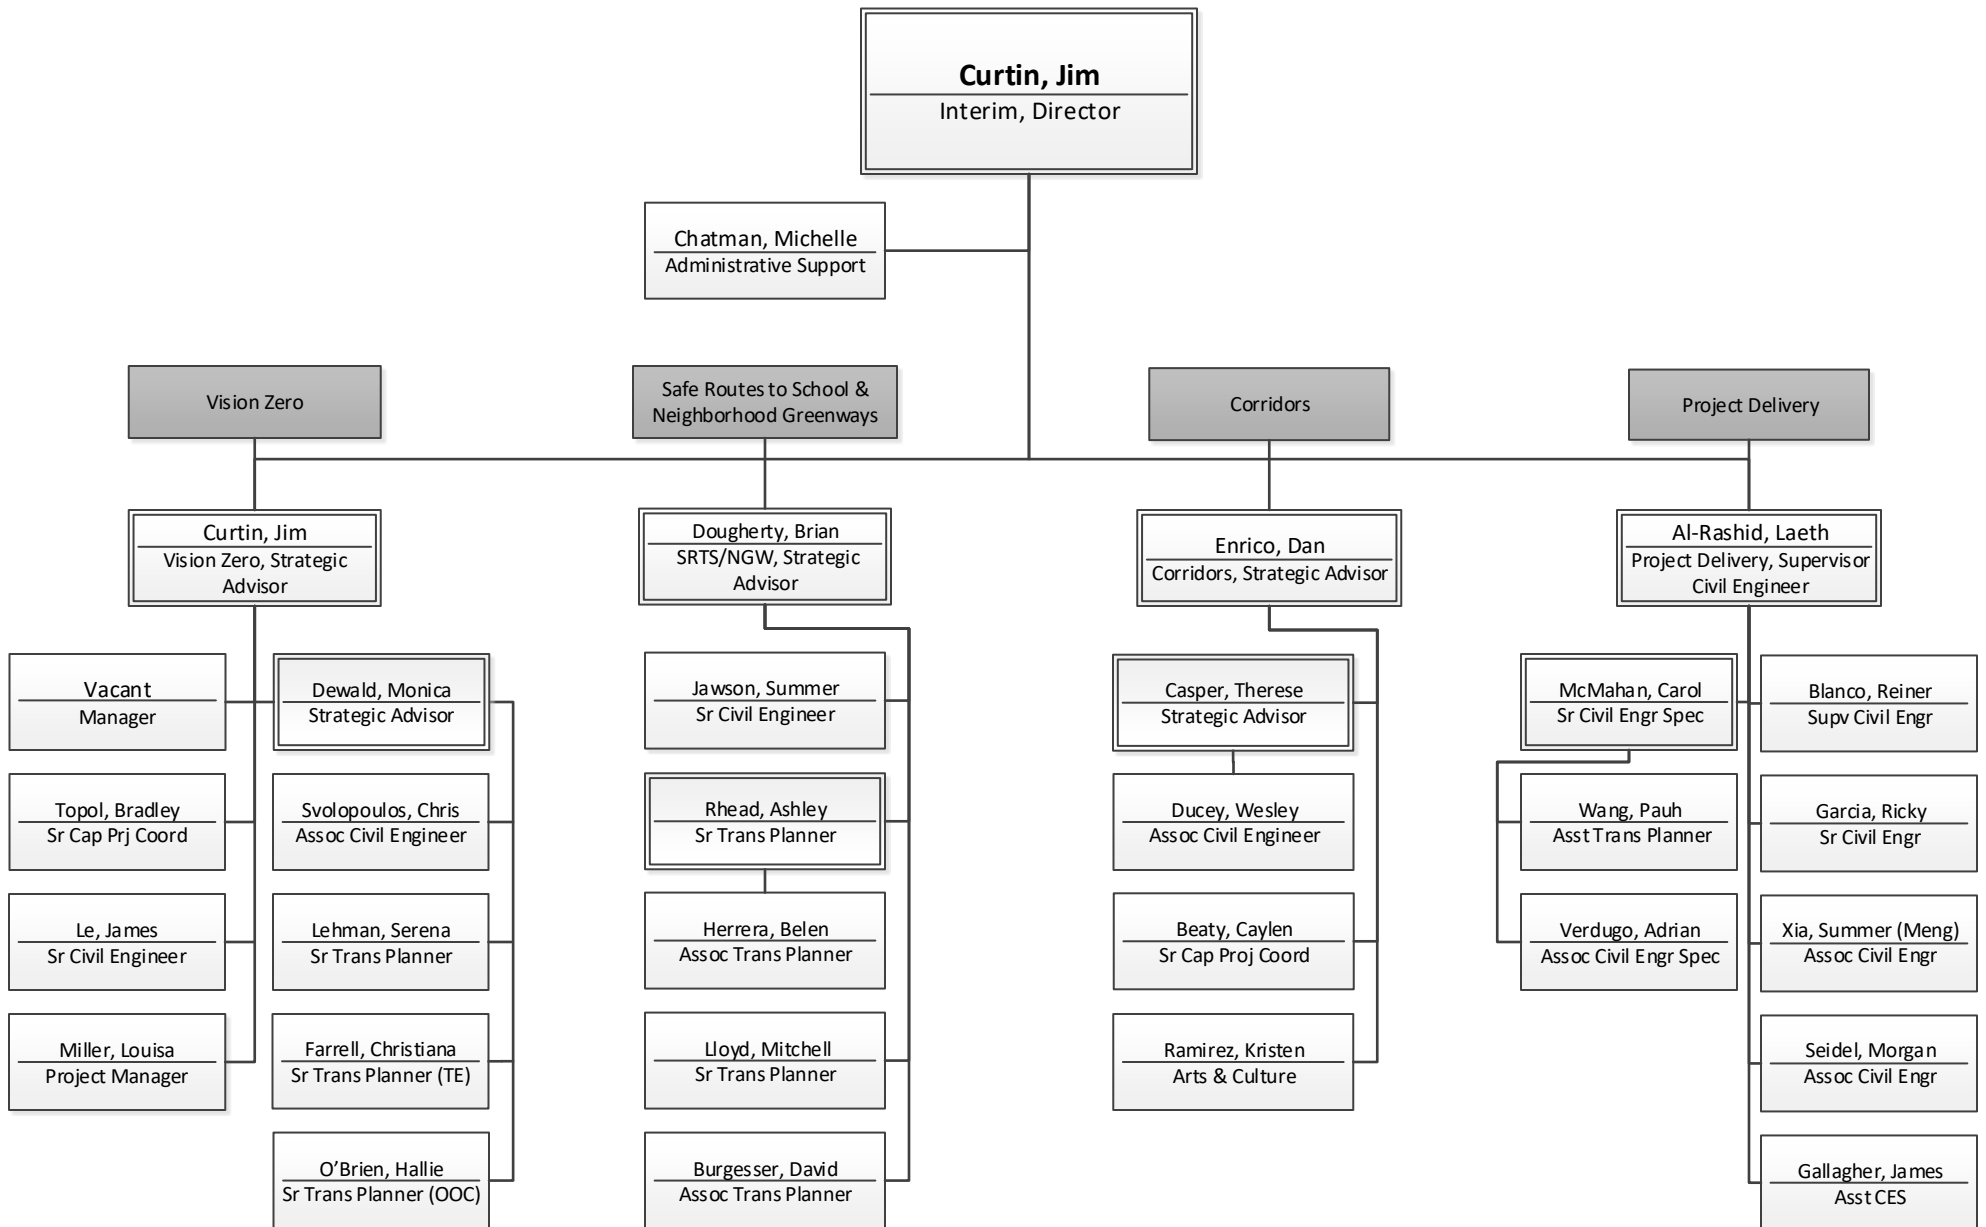 Curtin, Jim
Interim, Director
Chatman, Michelle
Administrative Support
Vision Zero
Safe Routes to School &
Neighborhood Greenways
Corridors
Project Delivery
Curtin, Jim
Vision Zero, Strategic
Advisor
Dougherty, Brian
SRTS/NGW, Strategic
Advisor
Enrico, Dan
Corridors, Strategic Advisor
Al-Rashid, Laeth
Project Delivery, Supervisor
Civil Engineer
Vacant
Manager
Topol, Bradley
Sr Cap Prj Coord
Le, James
Sr Civil Engineer
Miller, Louisa
Project Manager
Dewald, Monica
Strategic Advisor
Svolopoulos, Chris
Assoc Civil Engineer
Lehman, Serena
Sr Trans Planner
Farrell, Christiana
Sr Trans Planner (TE)
O’Brien, Hallie
Sr Trans Planner (OOC)
Jawson, Summer
Sr Civil Engineer
Rhead, Ashley
Sr Trans Planner
Herrera, Belen
Assoc Trans Planner
Lloyd, Mitchell
Sr Trans Planner
Burgesser, David
Assoc Trans Planner
Casper, Therese
Strategic Advisor
Ducey, Wesley
Assoc Civil Engineer
Beaty, Caylen
Sr Cap Proj Coord
Ramirez, Kristen
Arts & Culture
McMahan, Carol
Sr Civil Engr Spec
Wang, Pauh
Asst Trans Planner
Verdugo, Adrian
Assoc Civil Engr Spec
Blanco, Reiner
Supv Civil Engr
Garcia, Ricky
Sr Civil Engr
Xia, Summer (Meng)
Assoc Civil Engr
Seidel, Morgan
Assoc Civil Engr
Gallagher, James
Asst CES